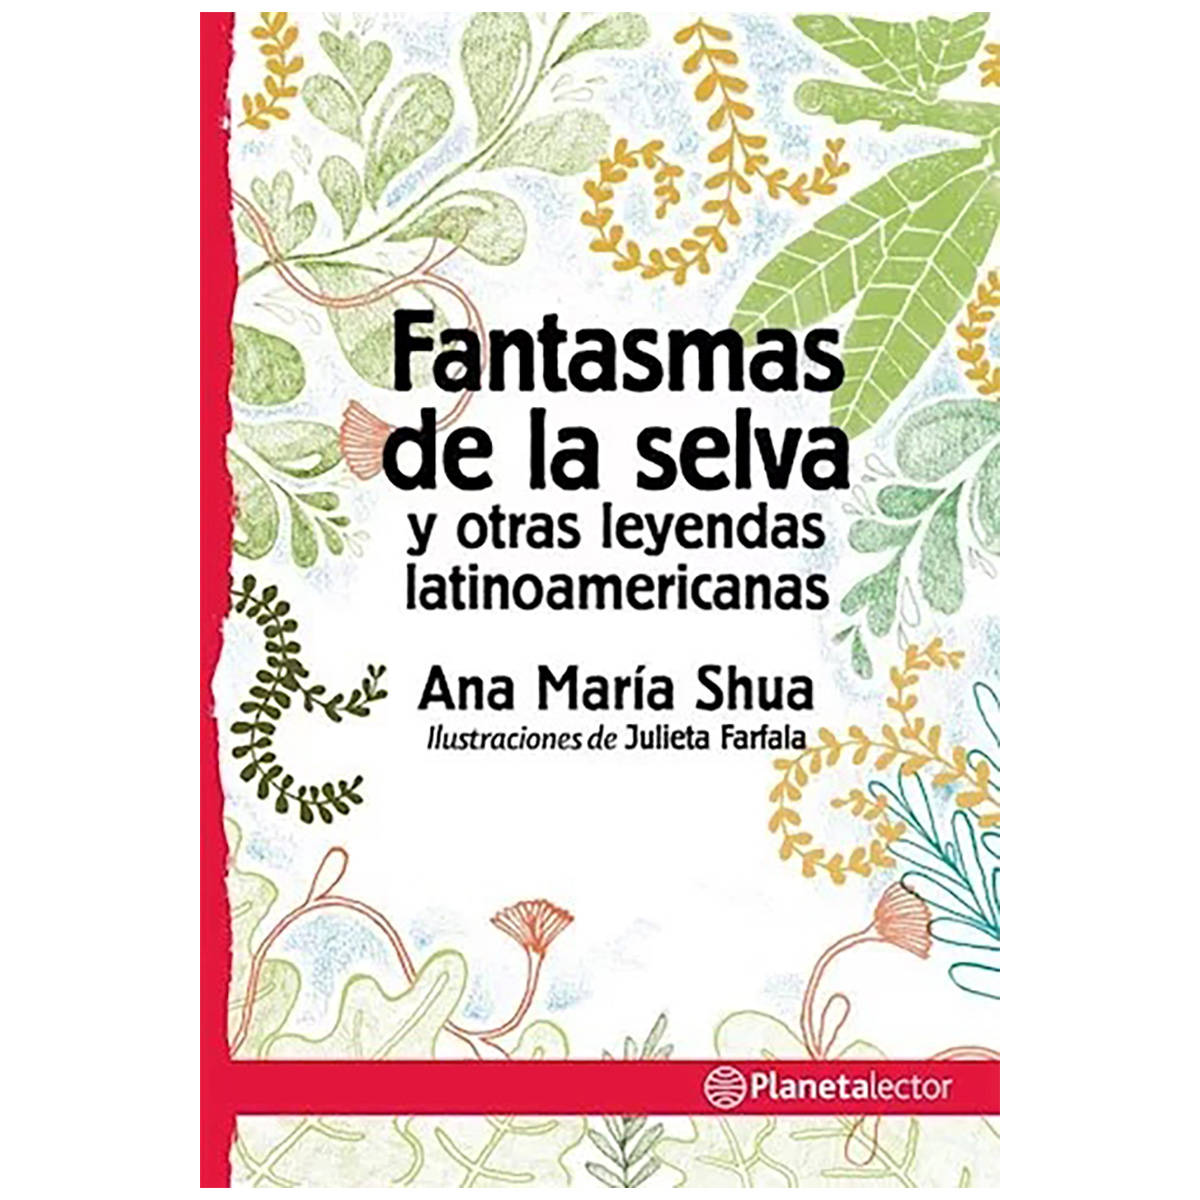 Fantasmas
de la selva
y otras leyendas
latinoamericanas
Ana María Shua
Ilustraciones de Julieta Farfala
Planetalector